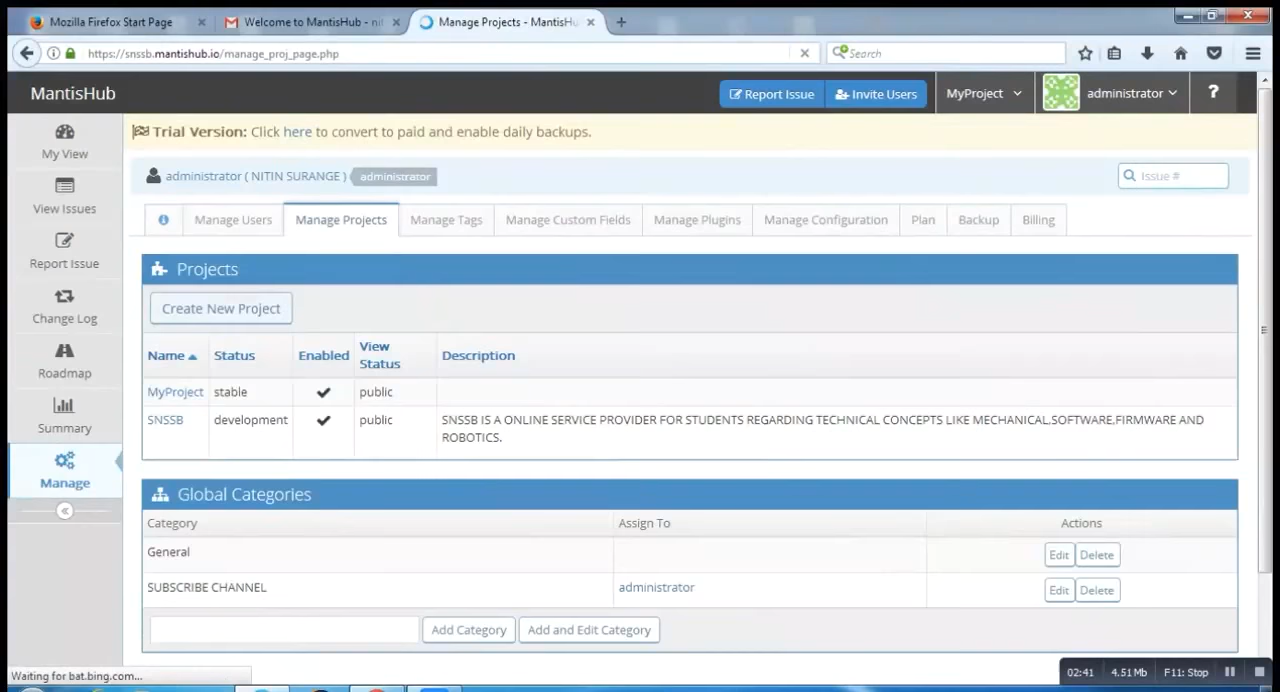 Mozilla Firefox Start Page
Welcome to MantisHub - nit
Manage Projects - MantisHu
https://snssb.mantishub.io/manage_proj_page.php
Search
MantisHub
Report Issue
Invite Users
MyProject
administrator
?
My View
View Issues
Report Issue
Change Log
Roadmap
Summary
Manage
Trial Version: Click here to convert to paid and enable daily backups.
administrator ( NITIN SURANGE ) administrator
Issue #
Manage Users
Manage Projects
Manage Tags
Manage Custom Fields
Manage Plugins
Manage Configuration
Plan
Backup
Billing
Projects
Create New Project
Name Status Enabled View Status Description
MyProject stable public
SNSSB development public SNSSB IS A ONLINE SERVICE PROVIDER FOR STUDENTS REGARDING TECHNICAL CONCEPTS LIKE MECHANICAL,SOFTWARE,FIRMWARE AND
ROBOTICS.
Global Categories
Category Assign To Actions
General Edit Delete
SUBSCRIBE CHANNEL administrator Edit Delete
Add Category Add and Edit Category
Waiting for bat.bing.com...
02:41 4.51Mb F11: Stop